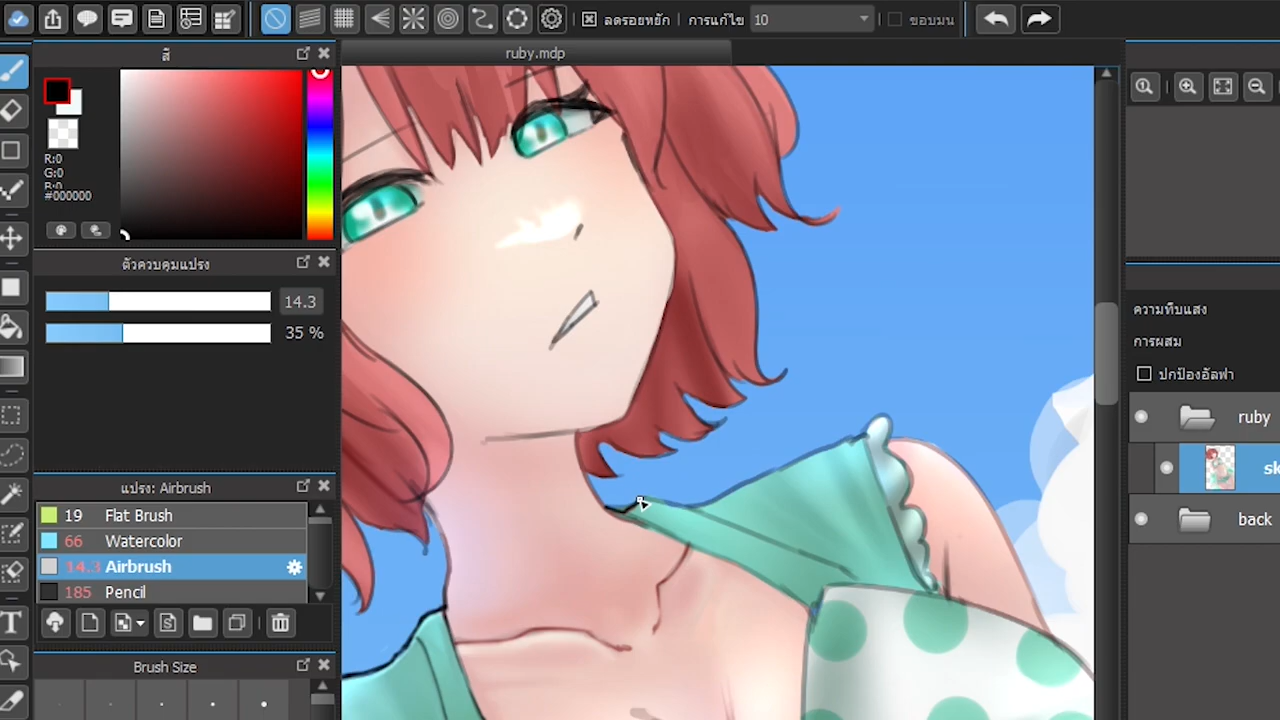 ลดรอยหยัก การแก้ไข 10 ขอบมน
ruby.mdp
สี
R:0
G:0
B:0
#000000
ตัวควบคุมแปรง
14.3
35 %
แปรง: Airbrush
19 Flat Brush
66 Watercolor
14.3 Airbrush
185 Pencil
Brush Size
ความทึบแสง
การผสม
ปกป้องอัลฟา
ruby
sk
back